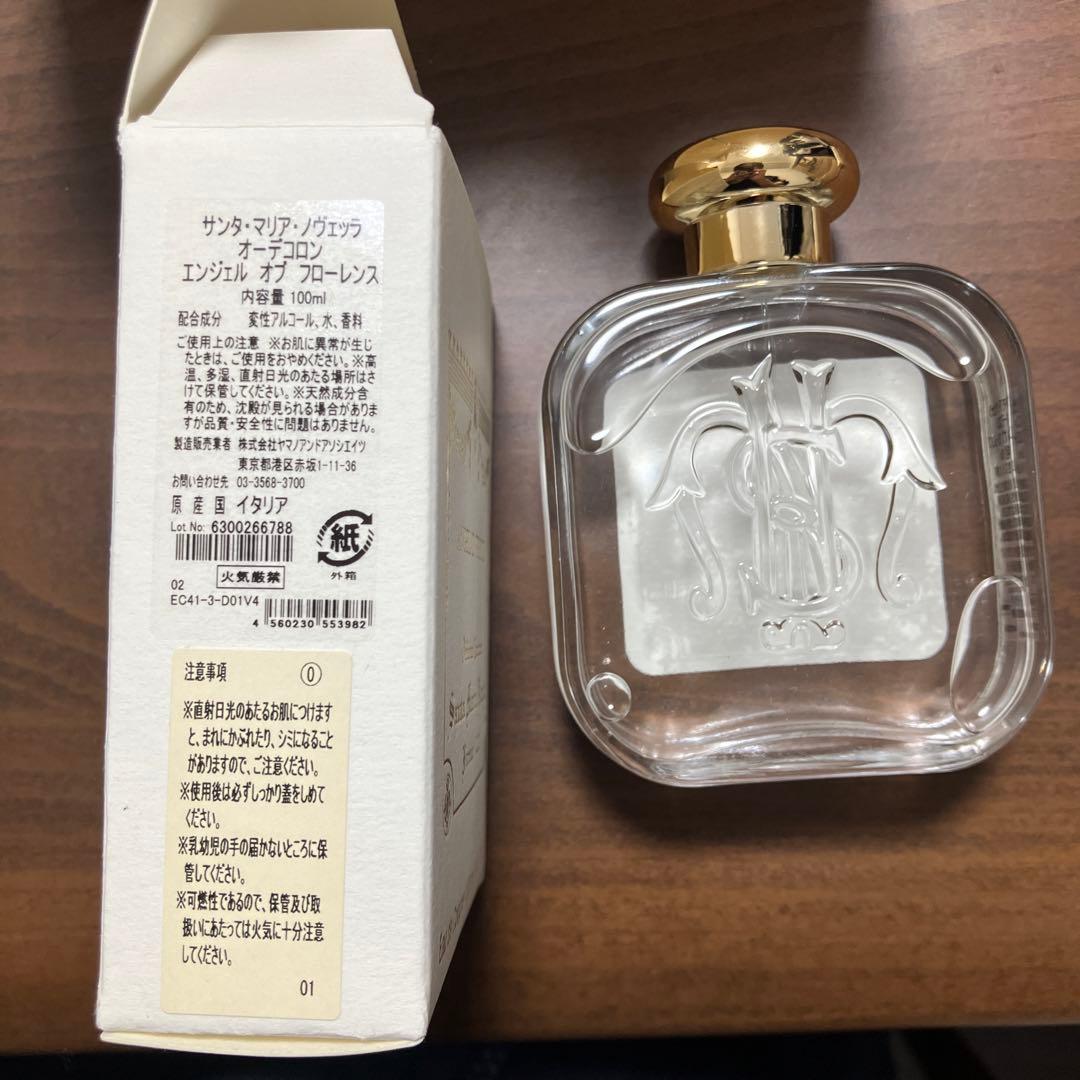 サンタ・マリア・ノヴェッラ
オーデコロン
エンジェル オブ フローレンス
内容量 100ml
配合成分 変性アルコール、水、香料
ご使用上の注意 ※お肌に異常が生じ
たときは、ご使用をおやめください。※高
温、多湿、直射日光のあたる場所はさ
けて保管してください。※天然成分含
有のため、沈殿が見られる場合がありま
すが品質・安全性に問題はありません。
製造販売業者 株式会社ヤマノアンドアソシエイツ
東京都港区赤坂1-11-36
お問い合わせ先 03-3568-3700
原産国 イタリア
Lot No: 6300266788
紙
外箱
火気厳禁
02
EC41-3-D01V4
4 560230 553982
注意事項 0
※直射日光のあたるお肌につけます
と、まれにかぶれたり、シミになること
がありますので、ご注意ください。
※使用後は必ずしっかり蓋をしめて
ください。
※乳幼児の手の届かないところに保
管してください。
※可燃性であるので、保管及び取
扱いにあたっては火気に十分注意
してください。
01